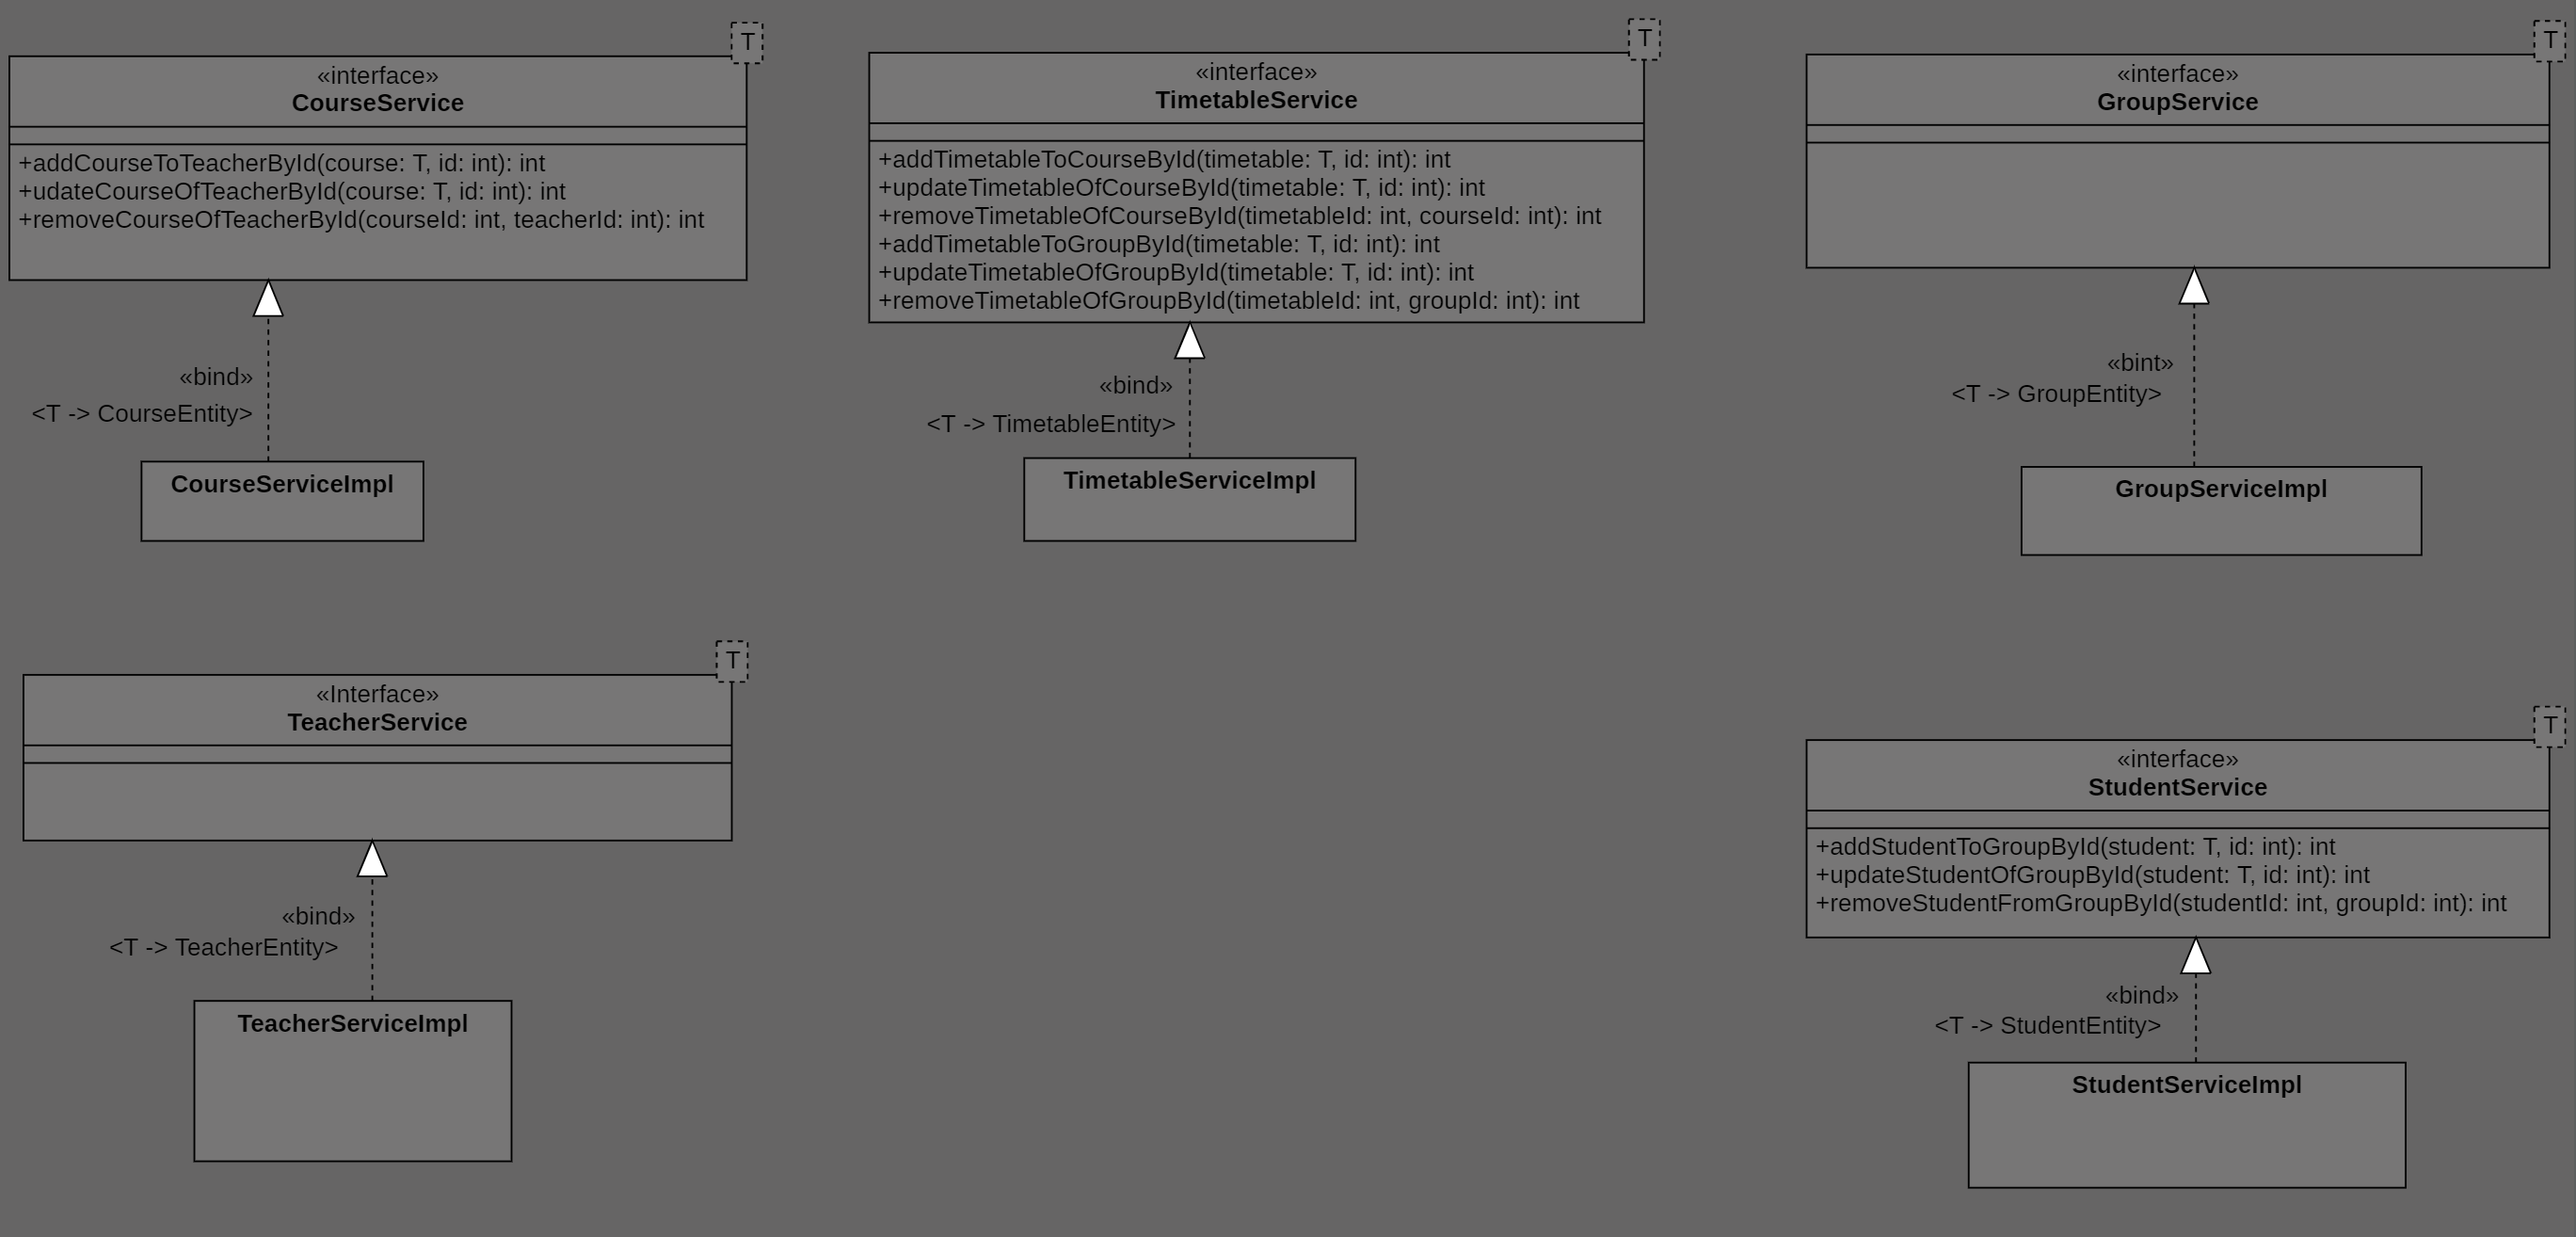 T
«interface»
CourseService
+addCourseToTeacherById(course: T, id: int): int
+udateCourseOfTeacherById(course: T, id: int): int
+removeCourseOfTeacherById(courseId: int, teacherId: int): int
«bind»
<T -> CourseEntity>
CourseServiceImpl
T
«interface»
TimetableService
+addTimetableToCourseById(timetable: T, id: int): int
+updateTimetableOfCourseById(timetable: T, id: int): int
+removeTimetableOfCourseById(timetableId: int, courseId: int): int
+addTimetableToGroupById(timetable: T, id: int): int
+updateTimetableOfGroupById(timetable: T, id: int): int
+removeTimetableOfGroupById(timetableId: int, groupId: int): int
«bind»
<T -> TimetableEntity>
TimetableServiceImpl
T
«interface»
GroupService
«bint»
<T -> GroupEntity>
GroupServiceImpl
T
«Interface»
TeacherService
«bind»
<T -> TeacherEntity>
TeacherServiceImpl
T
«interface»
StudentService
+addStudentToGroupById(student: T, id: int): int
+updateStudentOfGroupById(student: T, id: int): int
+removeStudentFromGroupById(studentId: int, groupId: int): int
«bind»
<T -> StudentEntity>
StudentServiceImpl